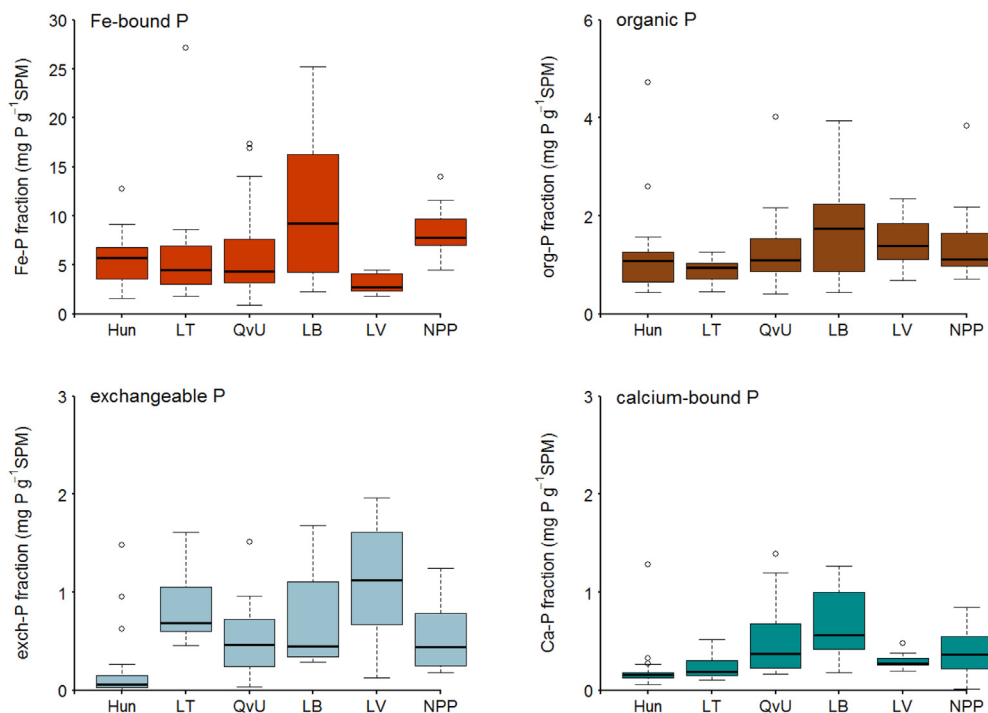 Fe-bound P
Fe-P fraction (mg P g⁻¹SPM)
30
25
20
15
10
5
0
Hun LT QvU LB LV NPP
organic P
org-P fraction (mg P g⁻¹SPM)
6
4
2
0
Hun LT QvU LB LV NPP
exchangeable P
exch-P fraction (mg P g⁻¹SPM)
3
2
1
0
Hun LT QvU LB LV NPP
calcium-bound P
Ca-P fraction (mg P g⁻¹SPM)
3
2
1
0
Hun LT QvU LB LV NPP